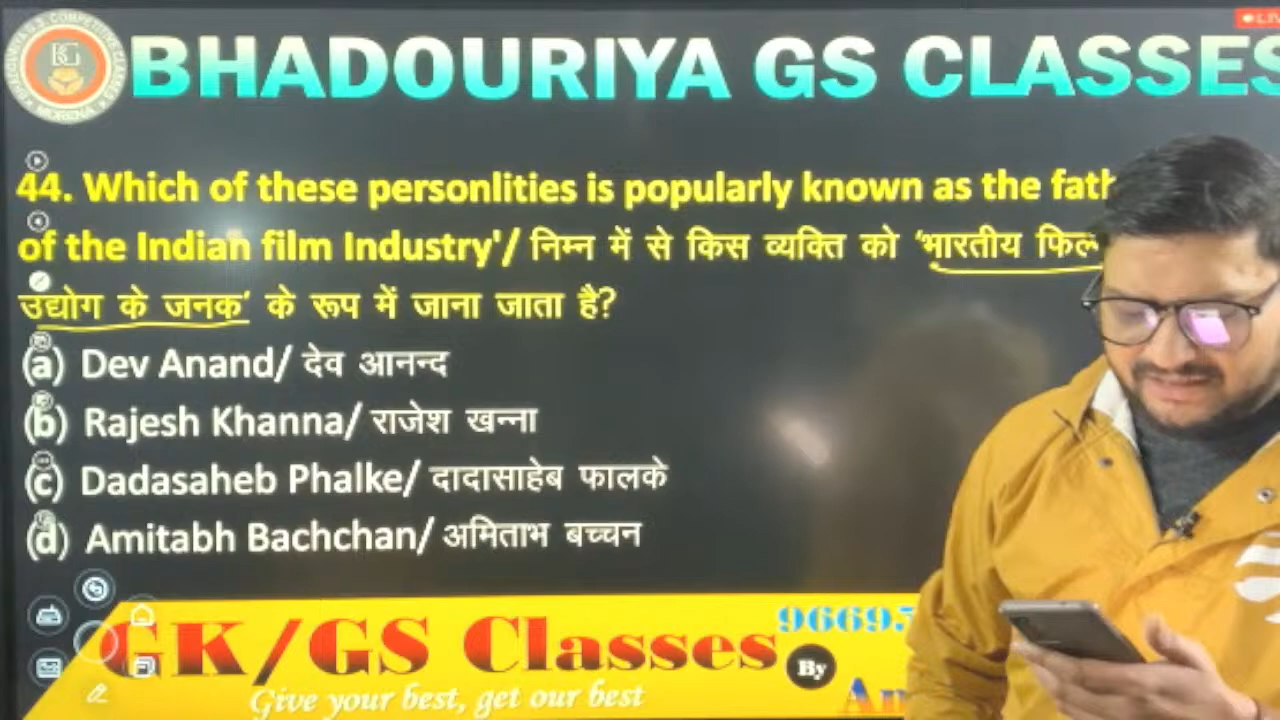 BHADOURIYA GS CLASSES
44. Which of these personlities is popularly known as the fath
of the Indian film Industry'/ निम्न में से किस व्यक्ति को 'भारतीय फिल्
उद्योग के जनक' के रूप में जाना जाता है?
(a) Dev Anand/ देव आनन्द
(b) Rajesh Khanna/ राजेश खन्ना
(c) Dadasaheb Phalke/ दादासाहेब फालके
(d) Amitabh Bachchan/ अमिताभ बच्चन
GK/GS Classes
Give your best, get our best
9669
By
An